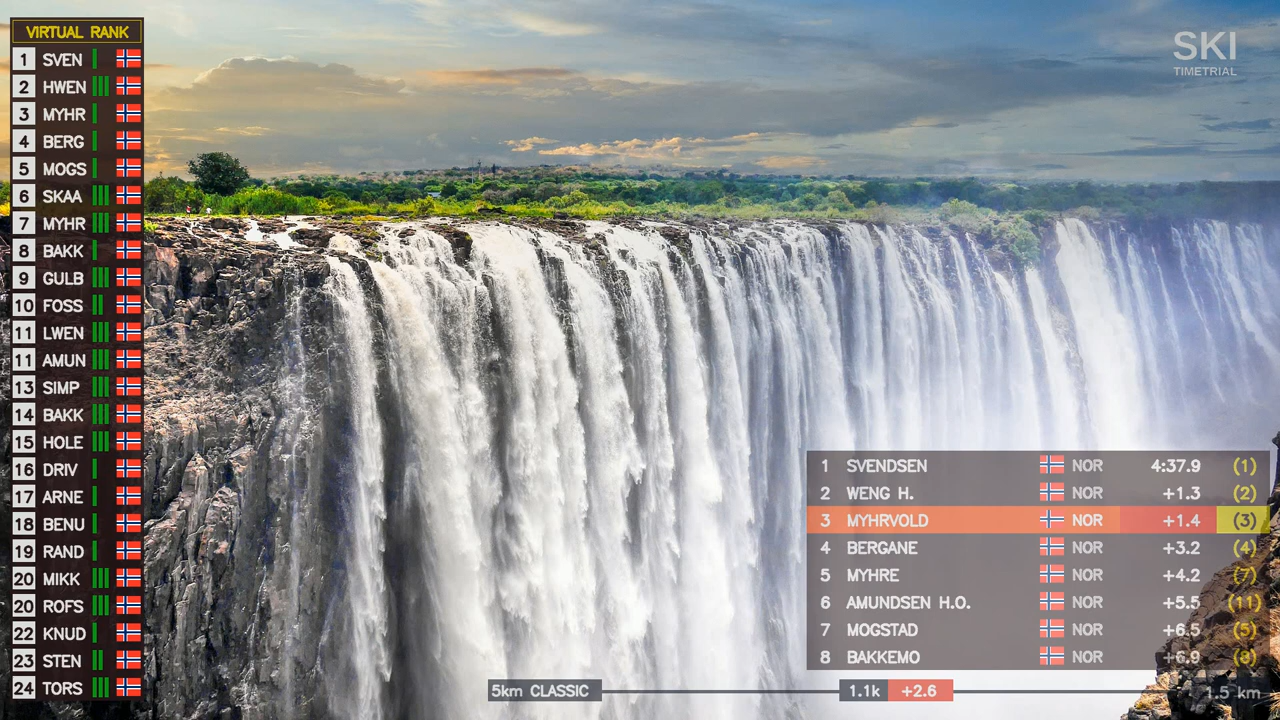 VIRTUAL RANK
1 SVEN
2 HWEN
3 MYHR
4 BERG
5 MOGS
6 SKAA
7 MYHR
8 BAKK
9 GULB
10 FOSS
11 LWEN
11 AMUN
13 SIMP
14 BAKK
15 HOLE
16 DRIV
17 ARNE
18 BENU
19 RAND
20 MIKK
20 ROFS
22 KNUD
23 STEN
24 TORS
SKI
TIMETRIAL
1 SVENDSEN NOR 4:37.9 (1)
2 WENG H. NOR +1.3 (2)
3 MYHRVOLD NOR +1.4 (3)
4 BERGANE NOR +3.2 (4)
5 MYHRE NOR +4.2 (7)
6 AMUNDSEN H.O. NOR +5.5 (11)
7 MOGSTAD NOR +6.5 (5)
8 BAKKEMO NOR +6.9 (8)
5km CLASSIC 1.1k +2.6 1.5 km